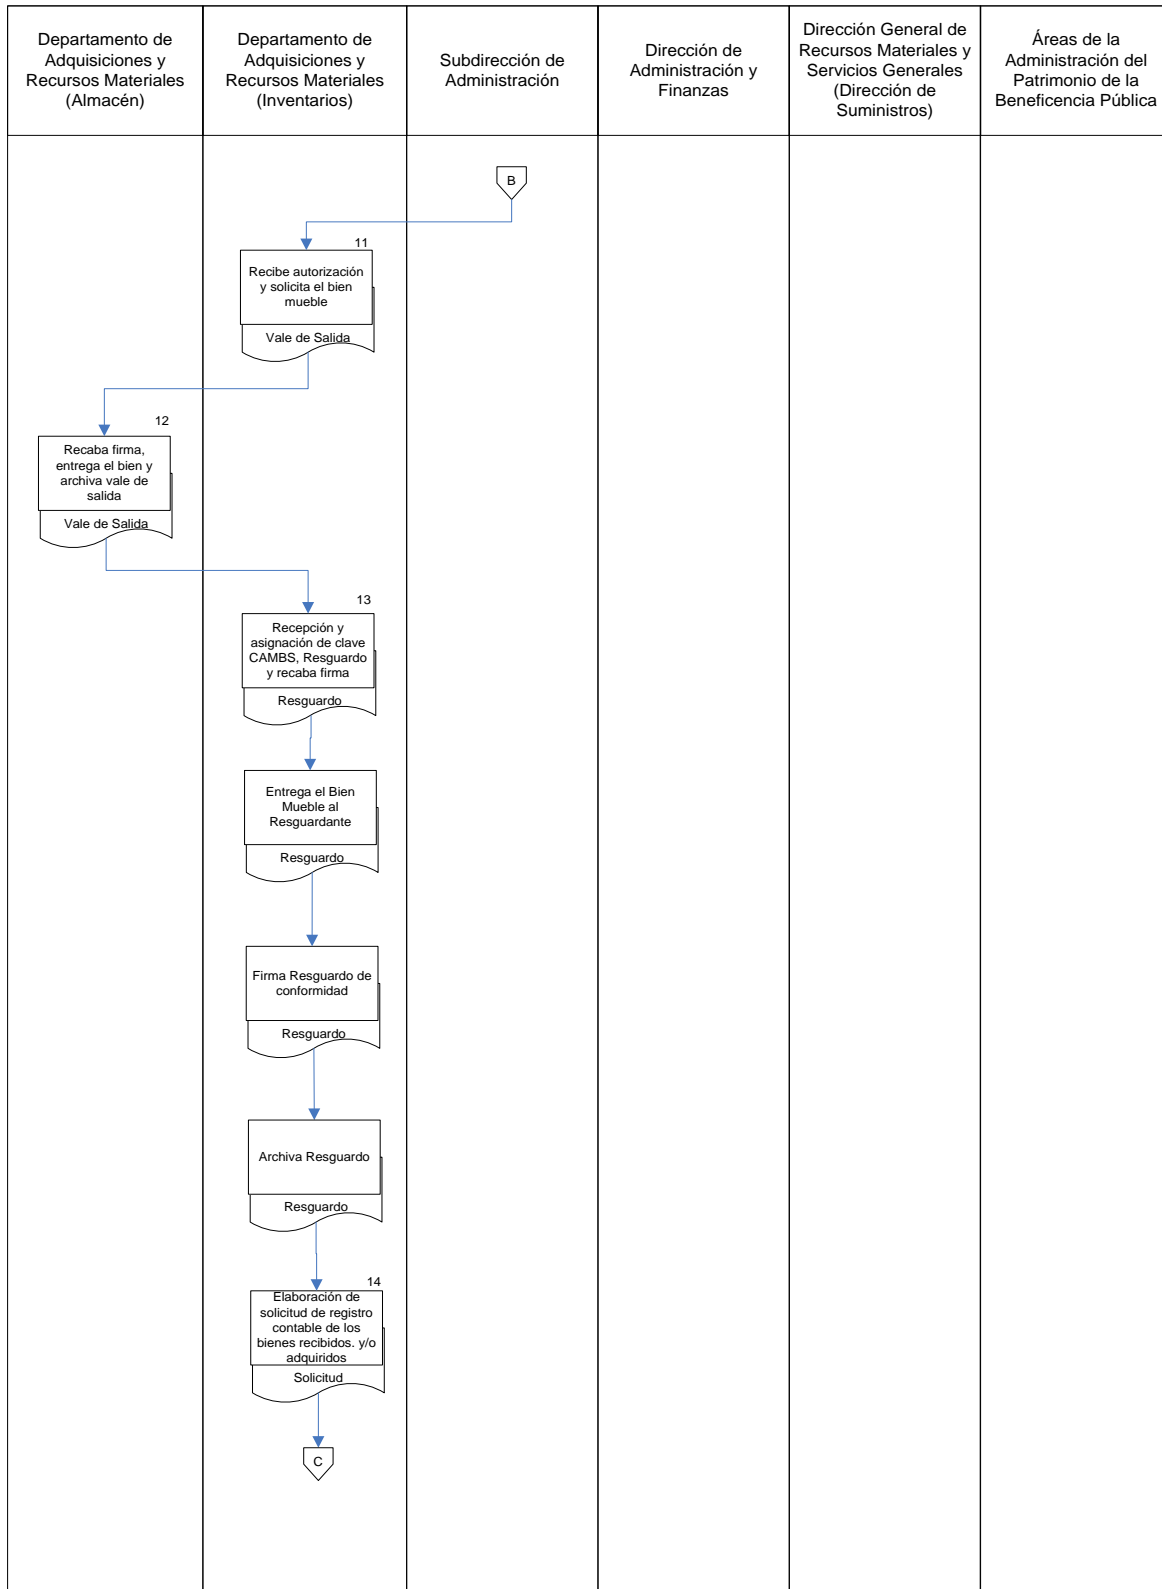 Departamento de
Adquisiciones y
Recursos Materiales
(Almacén)
Departamento de
Adquisiciones y
Recursos Materiales
(Inventarios)
Subdirección de
Administración
Dirección de
Administración y
Finanzas
Dirección General de
Recursos Materiales y
Servicios Generales
(Dirección de
Suministros)
Áreas de la
Administración del
Patrimonio de la
Beneficencia Pública
B
11
Recibe autorización
y solicita el bien
mueble
Vale de Salida
12
Recaba firma,
entrega el bien y
archiva vale de
salida
Vale de Salida
13
Recepción y
asignación de clave
CAMBS, Resguardo
y recaba firma
Resguardo
Entrega el Bien
Mueble al
Resguardante
Resguardo
Firma Resguardo de
conformidad
Resguardo
Archiva Resguardo
Resguardo
14
Elaboración de
solicitud de registro
contable de los
bienes recibidos. y/o
adquiridos
Solicitud
C